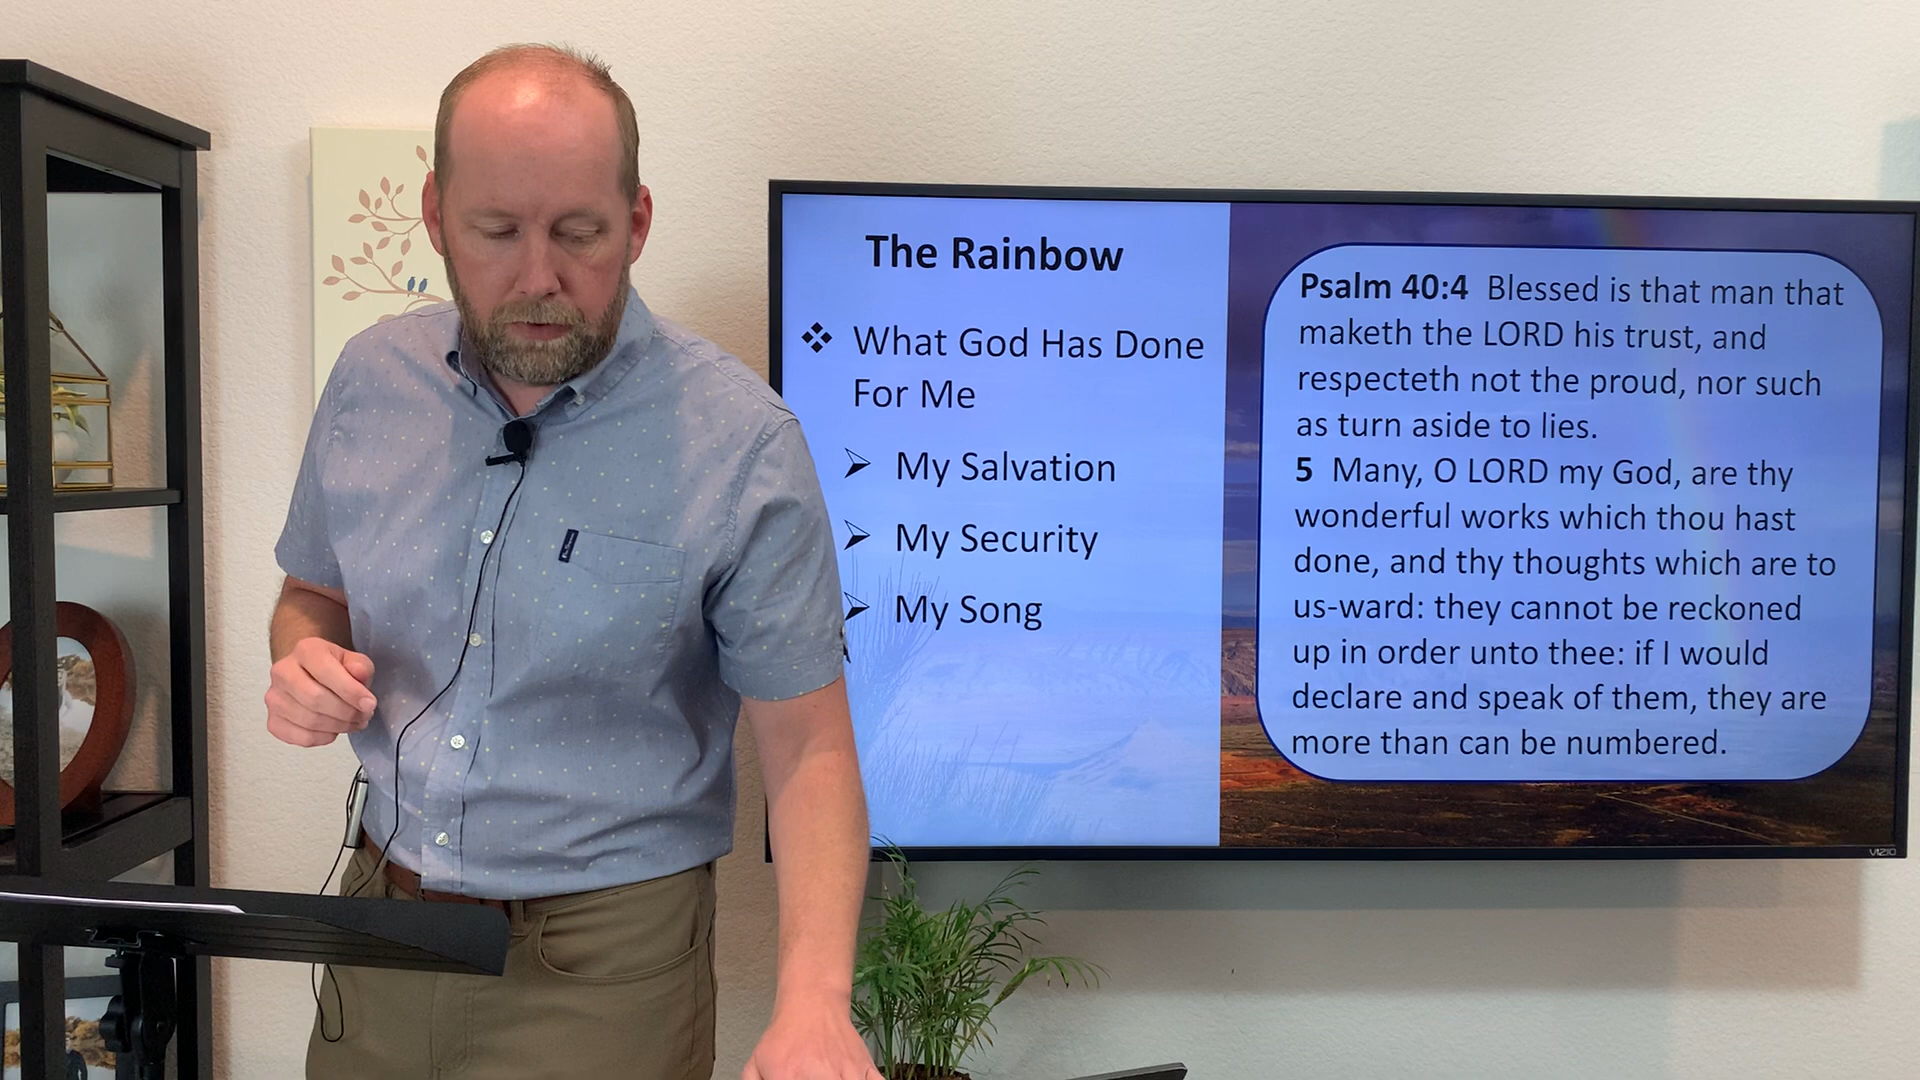 The Rainbow
What God Has Done
For Me
My Salvation
My Security
My Song
Psalm 40:4 Blessed is that man that
maketh the LORD his trust, and
respecteth not the proud, nor such
as turn aside to lies.
5 Many, O LORD my God, are thy
wonderful works which thou hast
done, and thy thoughts which are to
us-ward: they cannot be reckoned
up in order unto thee: if I would
declare and speak of them, they are
more than can be numbered.
VIZIO